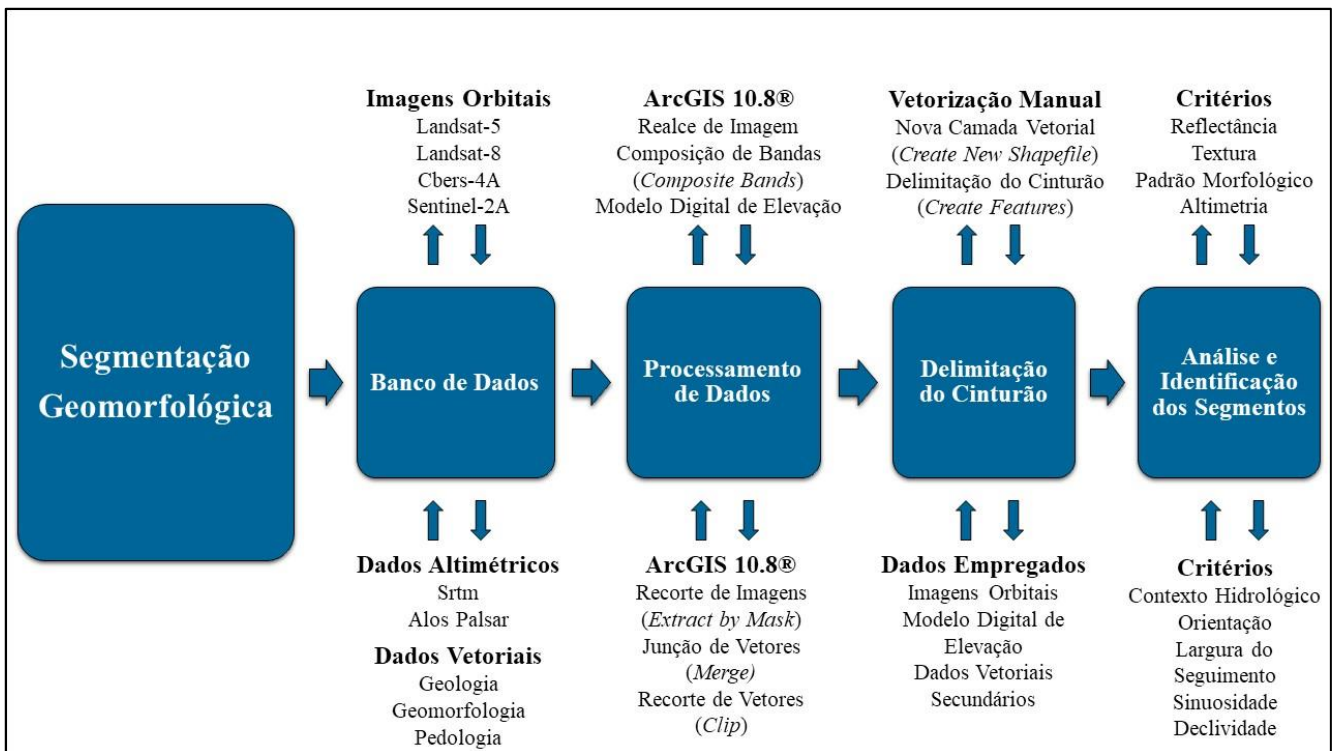 Segmentação
Geomorfológica
Imagens Orbitais
Landsat-5
Landsat-8
Cbers-4A
Sentinel-2A
Banco de Dados
Dados Altimétricos
Srtm
Alos Palsar
Dados Vetoriais
Geologia
Geomorfologia
Pedologia
ArcGIS 10.8®
Realce de Imagem
Composição de Bandas
(Composite Bands)
Modelo Digital de Elevação
Processamento
de Dados
ArcGIS 10.8®
Recorte de Imagens
(Extract by Mask)
Junção de Vetores
(Merge)
Recorte de Vetores
(Clip)
Vetorização Manual
Nova Camada Vetorial
(Create New Shapefile)
Delimitação do Cinturão
(Create Features)
Delimitação
do Cinturão
Dados Empregados
Imagens Orbitais
Modelo Digital de
Elevação
Dados Vetoriais
Secundários
Critérios
Reflectância
Textura
Padrão Morfológico
Altimetria
Análise e
Identificação
dos Segmentos
Critérios
Contexto Hidrológico
Orientação
Largura do
Seguimento
Sinuosidade
Declividade